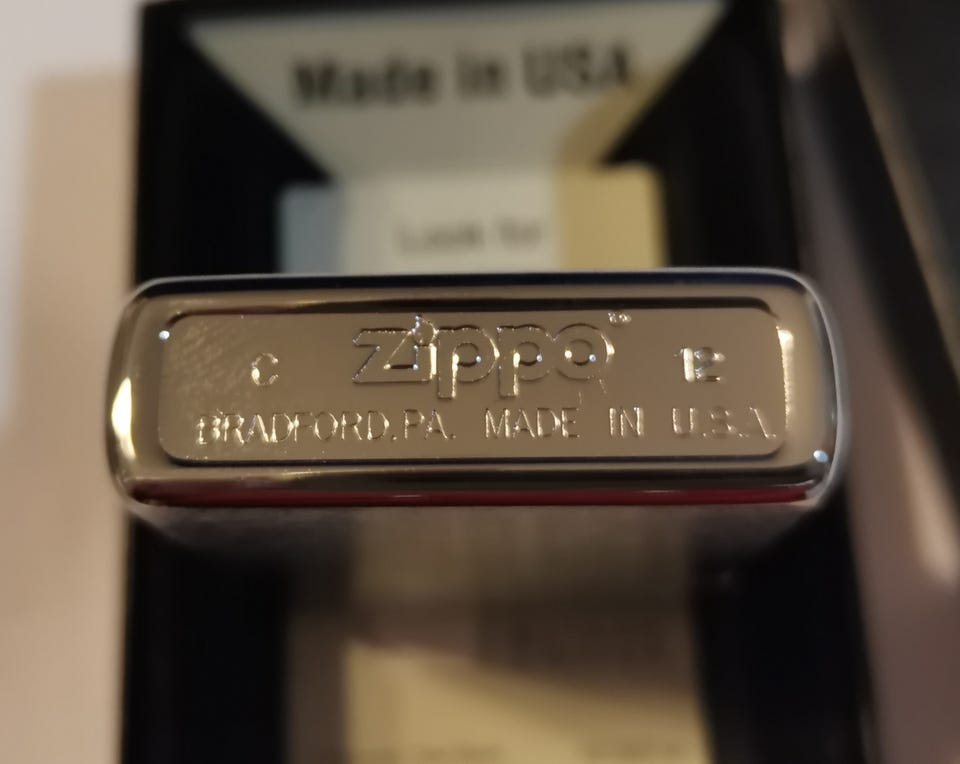 Made in USA
Look for
C zippo® 12
BRADFORD,PA. MADE IN U.S.A.